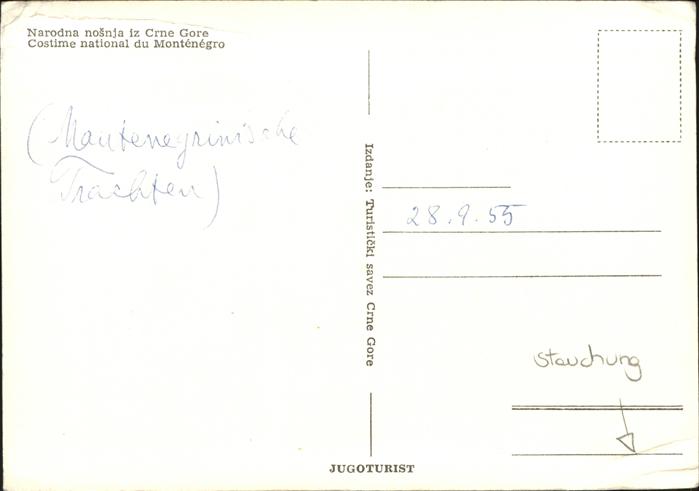 Narodna nošnja iz Crne Gore
Costime national du Monténégro
(Montenegrinische
Trachten)
Izdanje: Turistički savez Crne Gore
28.9.55
Stauchung
JUGOTURIST